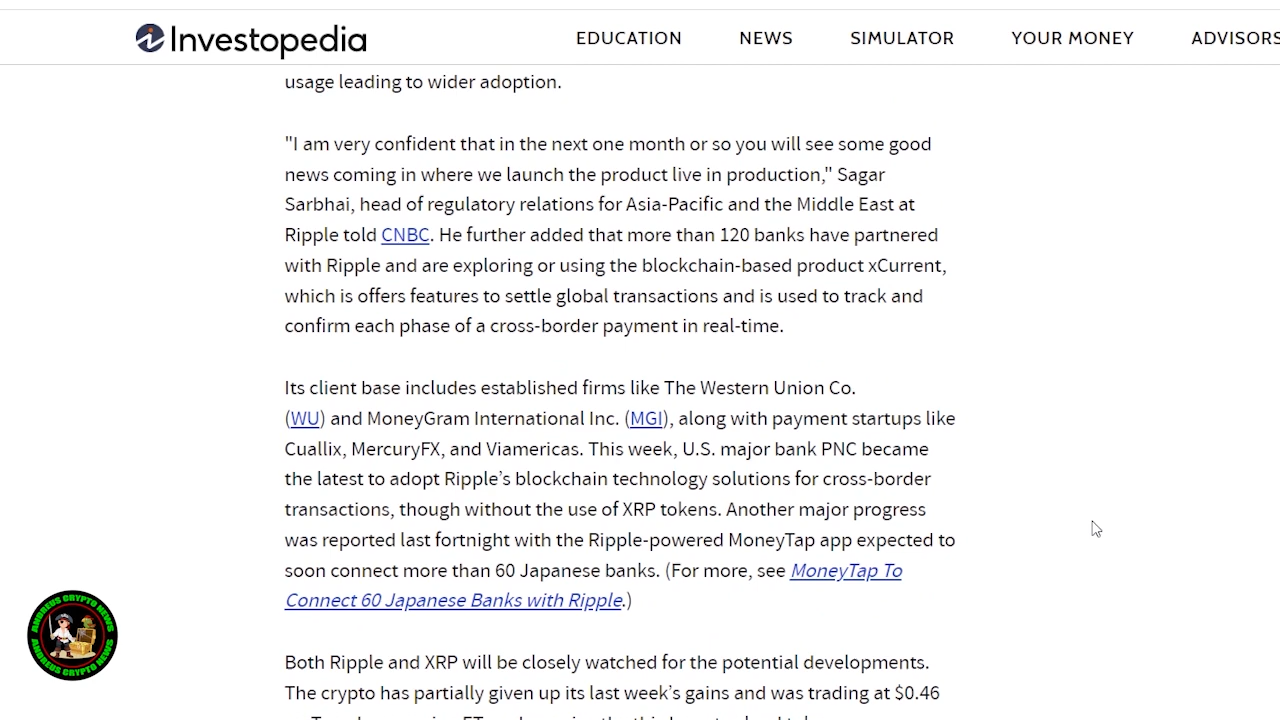 Investopedia
EDUCATION NEWS SIMULATOR YOUR MONEY ADVISORS
usage leading to wider adoption.
"I am very confident that in the next one month or so you will see some good
news coming in where we launch the product live in production," Sagar
Sarbhai, head of regulatory relations for Asia-Pacific and the Middle East at
Ripple told CNBC. He further added that more than 120 banks have partnered
with Ripple and are exploring or using the blockchain-based product xCurrent,
which is offers features to settle global transactions and is used to track and
confirm each phase of a cross-border payment in real-time.
Its client base includes established firms like The Western Union Co.
(WU) and MoneyGram International Inc. (MGI), along with payment startups like
Cuallix, MercuryFX, and Viamericas. This week, U.S. major bank PNC became
the latest to adopt Ripple’s blockchain technology solutions for cross-border
transactions, though without the use of XRP tokens. Another major progress
was reported last fortnight with the Ripple-powered MoneyTap app expected to
soon connect more than 60 Japanese banks. (For more, see MoneyTap To
Connect 60 Japanese Banks with Ripple.)
ANDREUS CRYPTO NEWS
ANDREUS CRYPTO NEWS
Both Ripple and XRP will be closely watched for the potential developments.
The crypto has partially given up its last week’s gains and was trading at $0.46